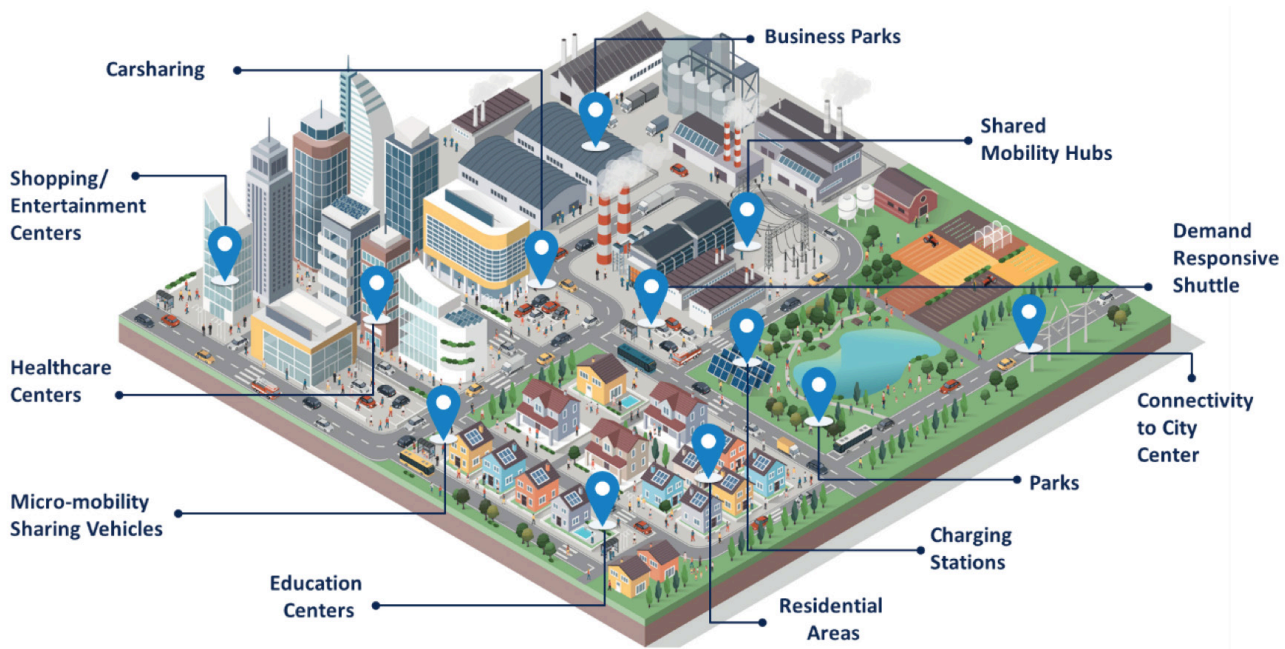 Business Parks
Carsharing
Shared
Mobility Hubs
Shopping/
Entertainment
Centers
Demand
Responsive
Shuttle
Healthcare
Centers
Connectivity
to City
Center
Parks
Micro-mobility
Sharing Vehicles
Charging
Stations
Education
Centers
Residential
Areas